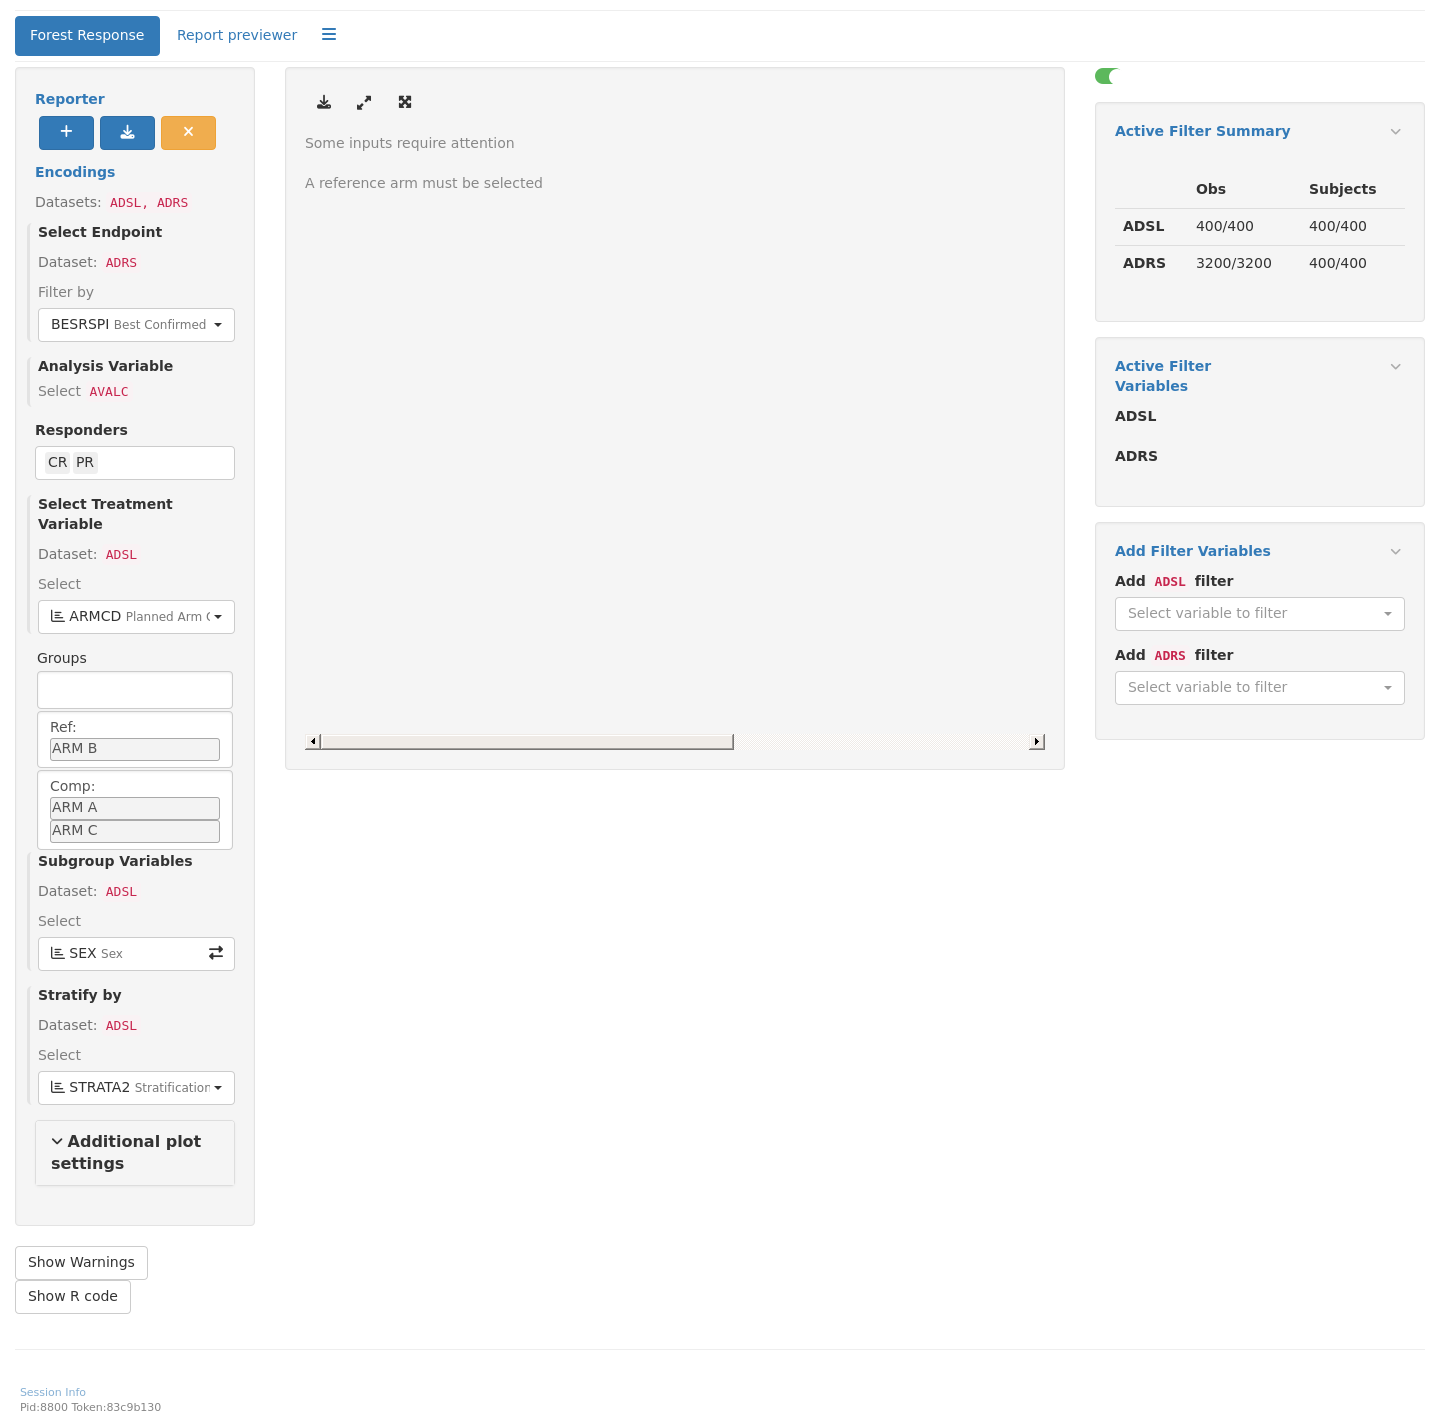 Forest Response
Report previewer
Reporter
Encodings
Datasets: ADSL, ADRS
Select Endpoint
Dataset: ADRS
Filter by
BESRSPI Best Confirmed
Analysis Variable
Select AVALC
Responders
CR PR
Select Treatment
Variable
Dataset: ADSL
Select
ARMCD Planned Arm
Groups
Ref:
ARM B
Comp:
ARM A
ARM C
Subgroup Variables
Dataset: ADSL
Select
SEX Sex
Stratify by
Dataset: ADSL
Select
STRATA2 Stratification
Additional plot
settings
Show Warnings
Show R code
Some inputs require attention
A reference arm must be selected
Active Filter Summary
Obs Subjects
ADSL 400/400 400/400
ADRS 3200/3200 400/400
Active Filter
Variables
ADSL
ADRS
Add Filter Variables
Add ADSL filter
Select variable to filter
Add ADRS filter
Select variable to filter
Session Info
Pid:8800 Token:83c9b130